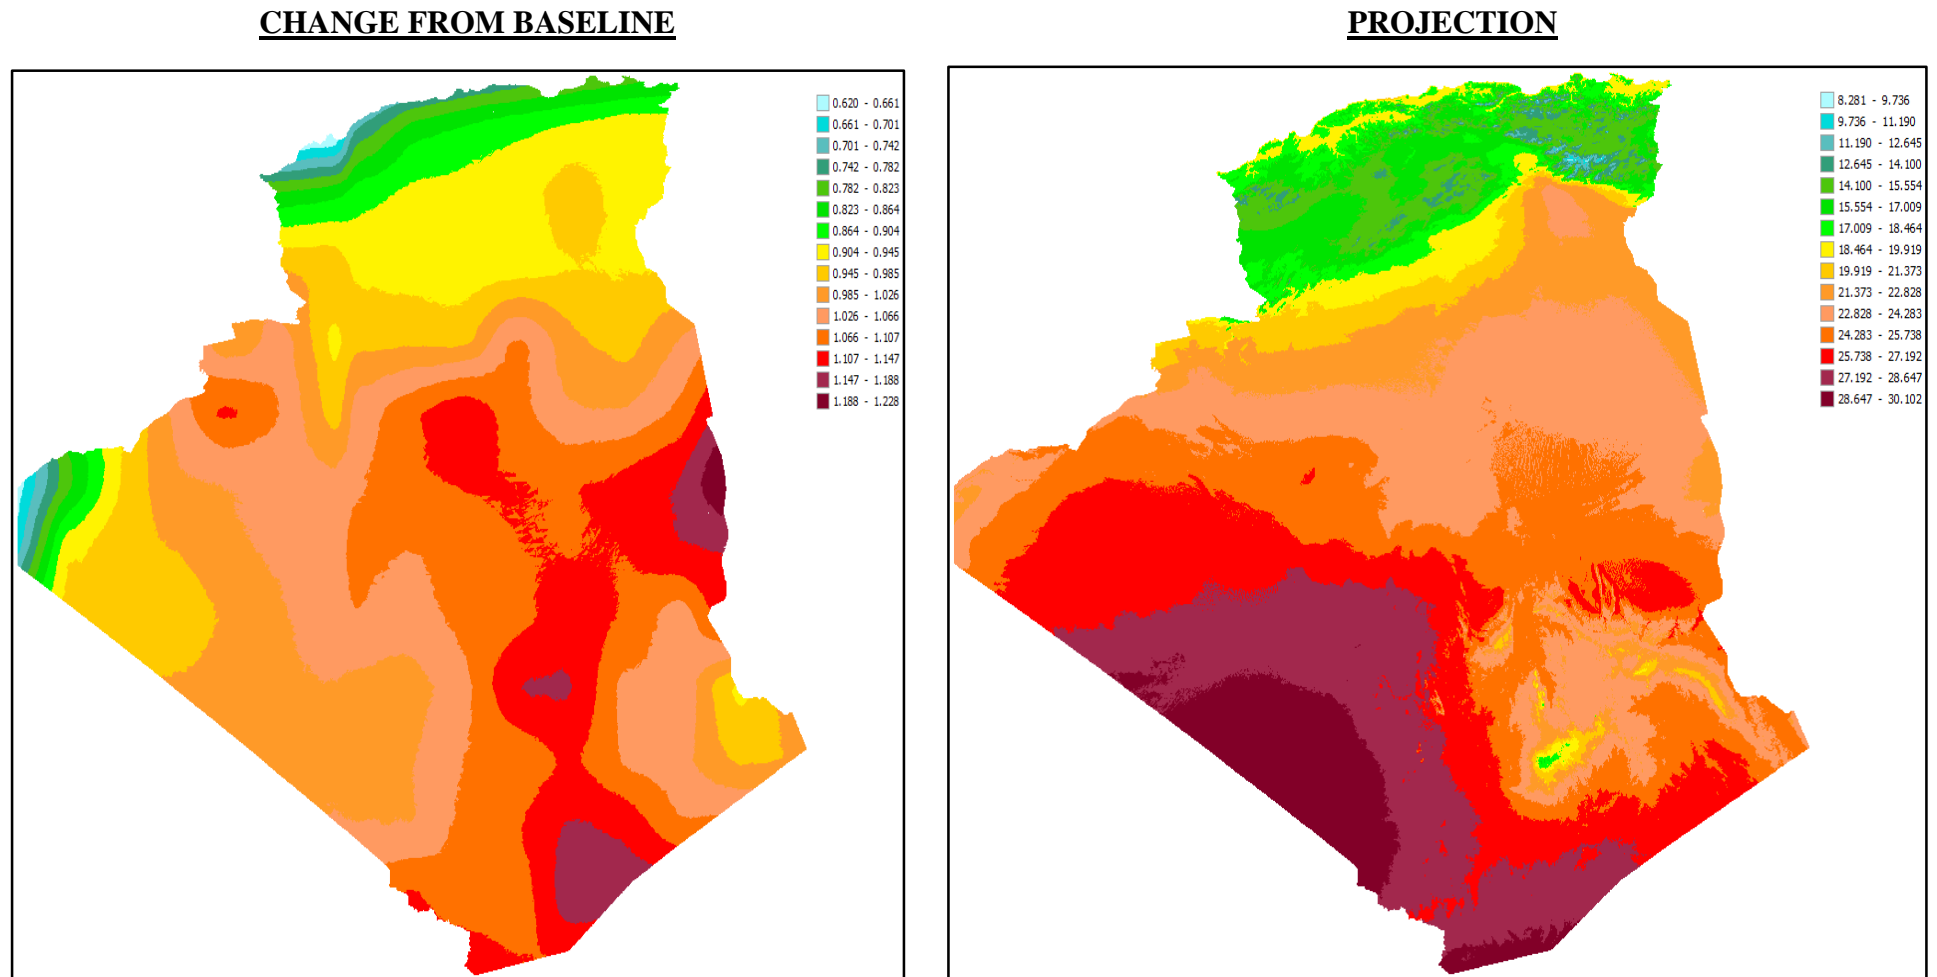 CHANGE FROM BASELINE
0.620 - 0.661
0.661 - 0.701
0.701 - 0.742
0.742 - 0.782
0.782 - 0.823
0.823 - 0.864
0.864 - 0.904
0.904 - 0.945
0.945 - 0.985
0.985 - 1.026
1.026 - 1.066
1.066 - 1.107
1.107 - 1.147
1.147 - 1.188
1.188 - 1.228
PROJECTION
8.281 - 9.736
9.736 - 11.190
11.190 - 12.645
12.645 - 14.100
14.100 - 15.554
15.554 - 17.009
17.009 - 18.464
18.464 - 19.919
19.919 - 21.373
21.373 - 22.828
22.828 - 24.283
24.283 - 25.738
25.738 - 27.192
27.192 - 28.647
28.647 - 30.102